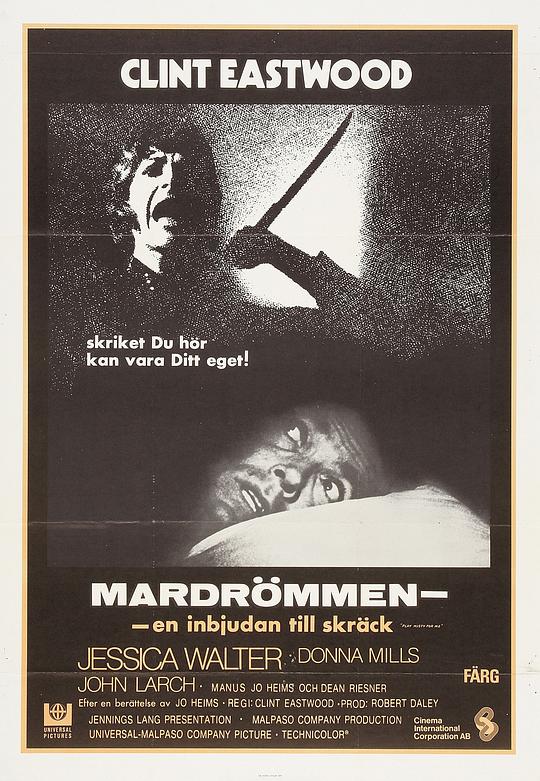 CLINT EASTWOOD
skriket Du hör
kan vara Ditt eget!
MARDRÖMMEN—
—en inbjudan till skräck "PLAY MISTY FOR ME"
JESSICA WALTER · DONNA MILLS
JOHN LARCH · MANUS JO HEIMS OCH DEAN RIESNER
FÄRG
Efter en berättelse av JO HEIMS · REGI: CLINT EASTWOOD · PROD: ROBERT DALEY
JENNINGS LANG PRESENTATION · MALPASO COMPANY PRODUCTION
UNIVERSAL-MALPASO COMPANY PICTURE · TECHNICOLOR®
UNIVERSAL
PICTURES
Cinema
International
Corporation AB